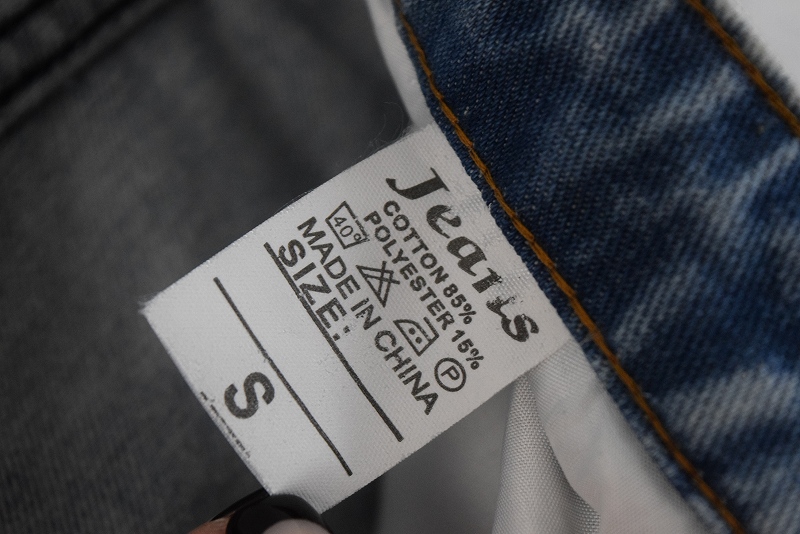 Jeans
COTTON 85%
POLYESTER 15%
40° P
MADE IN CHINA
SIZE:
S